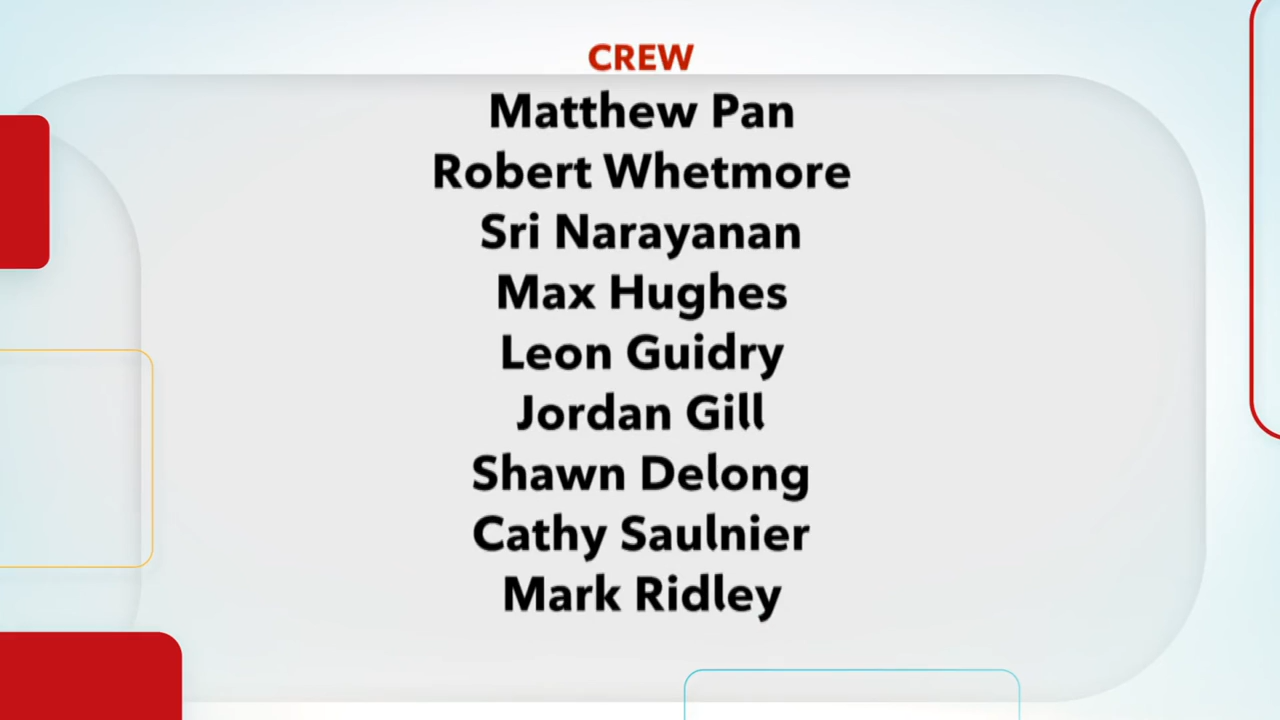 CREW
Matthew Pan
Robert Whetmore
Sri Narayanan
Max Hughes
Leon Guidry
Jordan Gill
Shawn Delong
Cathy Saulnier
Mark Ridley